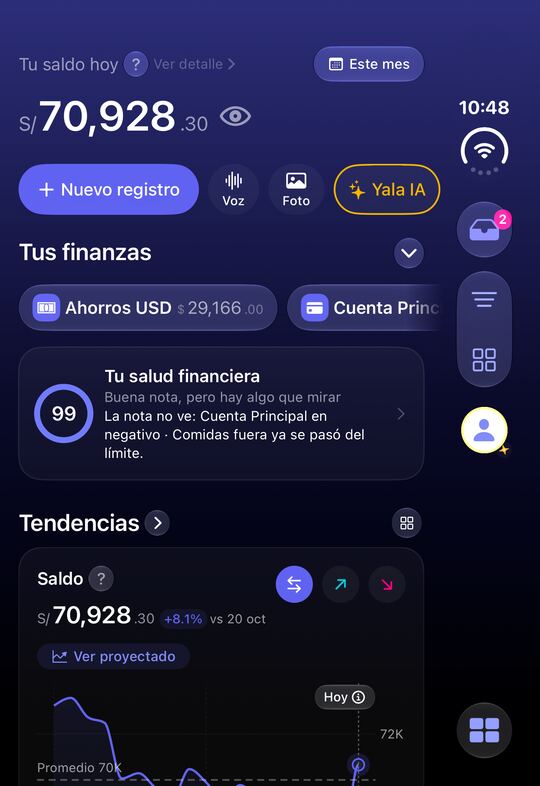 Tu saldo hoy ? Ver detalle
Este mes
S/70,928.30
10:48
+ Nuevo registro
Voz
Foto
Yala IA
2
Tus finanzas
Ahorros USD $ 29,166.00
Cuenta Princ
99
Tu salud financiera
Buena nota, pero hay algo que mirar
La nota no ve: Cuenta Principal en
negativo · Comidas fuera ya se pasó del
límite.
Tendencias
Saldo ?
S/70,928.30 +8.1% vs 20 oct
Ver proyectado
Hoy
72K
Promedio 70K